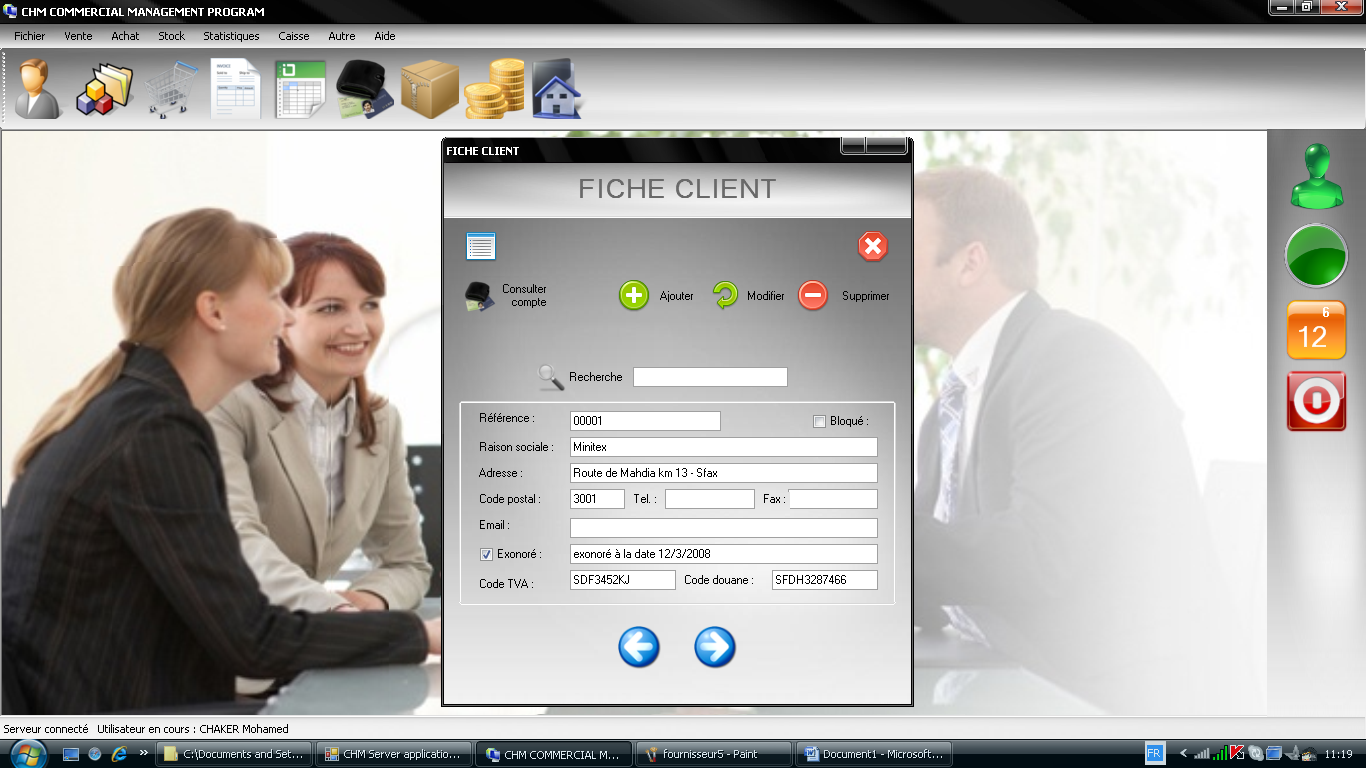 CHM COMMERCIAL MANAGEMENT PROGRAM
Fichier Vente Achat Stock Statistiques Caisse Autre Aide
INVOICE
FICHE CLIENT
FICHE CLIENT
Consulter compte
Ajouter Modifier Supprimer
Recherche
Référence : 00001 Bloqué :
Raison sociale : Minitex
Adresse : Route de Mahdia km 13 - Sfax
Code postal : 3001 Tel. : Fax :
Email :
Exonoré : exonoré à la date 12/3/2008
Code TVA : SDF3452KJ Code douane : SFDH3287466
6
12
Serveur connecté Utilisateur en cours : CHAKER Mohamed
C:\Documents and Set... CHM Server applicatio... CHM COMMERCIAL M... fournisseur5 - Paint Document1 - Microsoft... FR 11:19